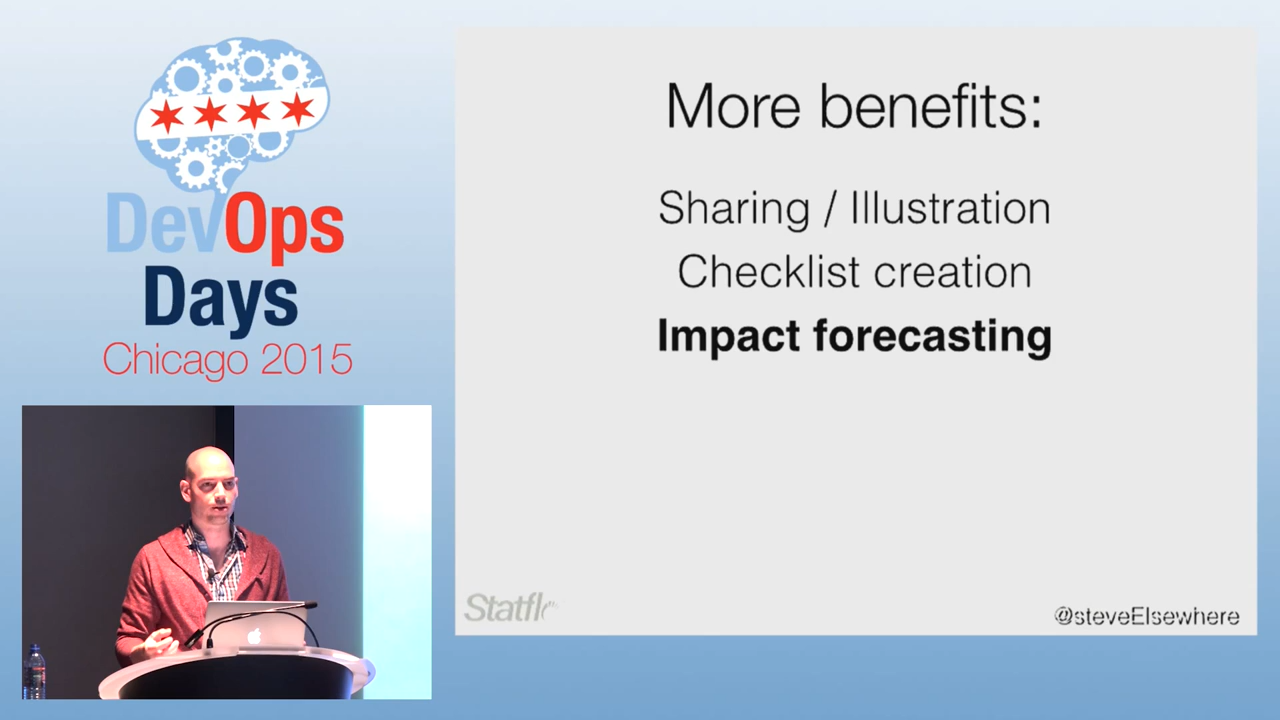 DevOps
Days
Chicago 2015
More benefits:
Sharing / Illustration
Checklist creation
Impact forecasting
@steveElsewhere